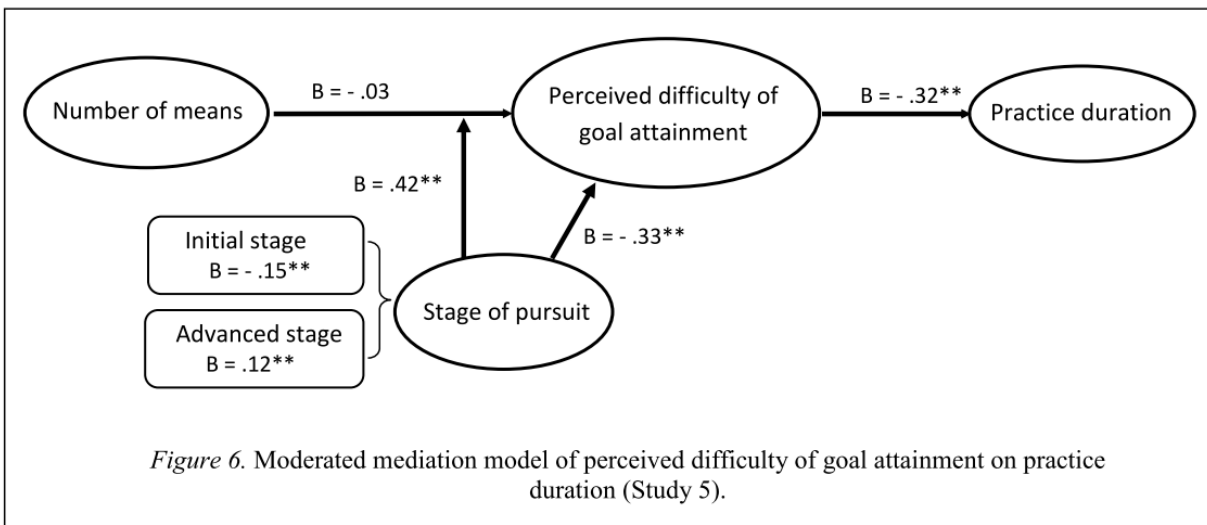 Number of means
B = - .03
Perceived difficulty of
goal attainment
B = - .32**
Practice duration
B = .42**
B = - .33**
Initial stage
B = - .15**
Advanced stage
B = .12**
Stage of pursuit
Figure 6. Moderated mediation model of perceived difficulty of goal attainment on practice
duration (Study 5).